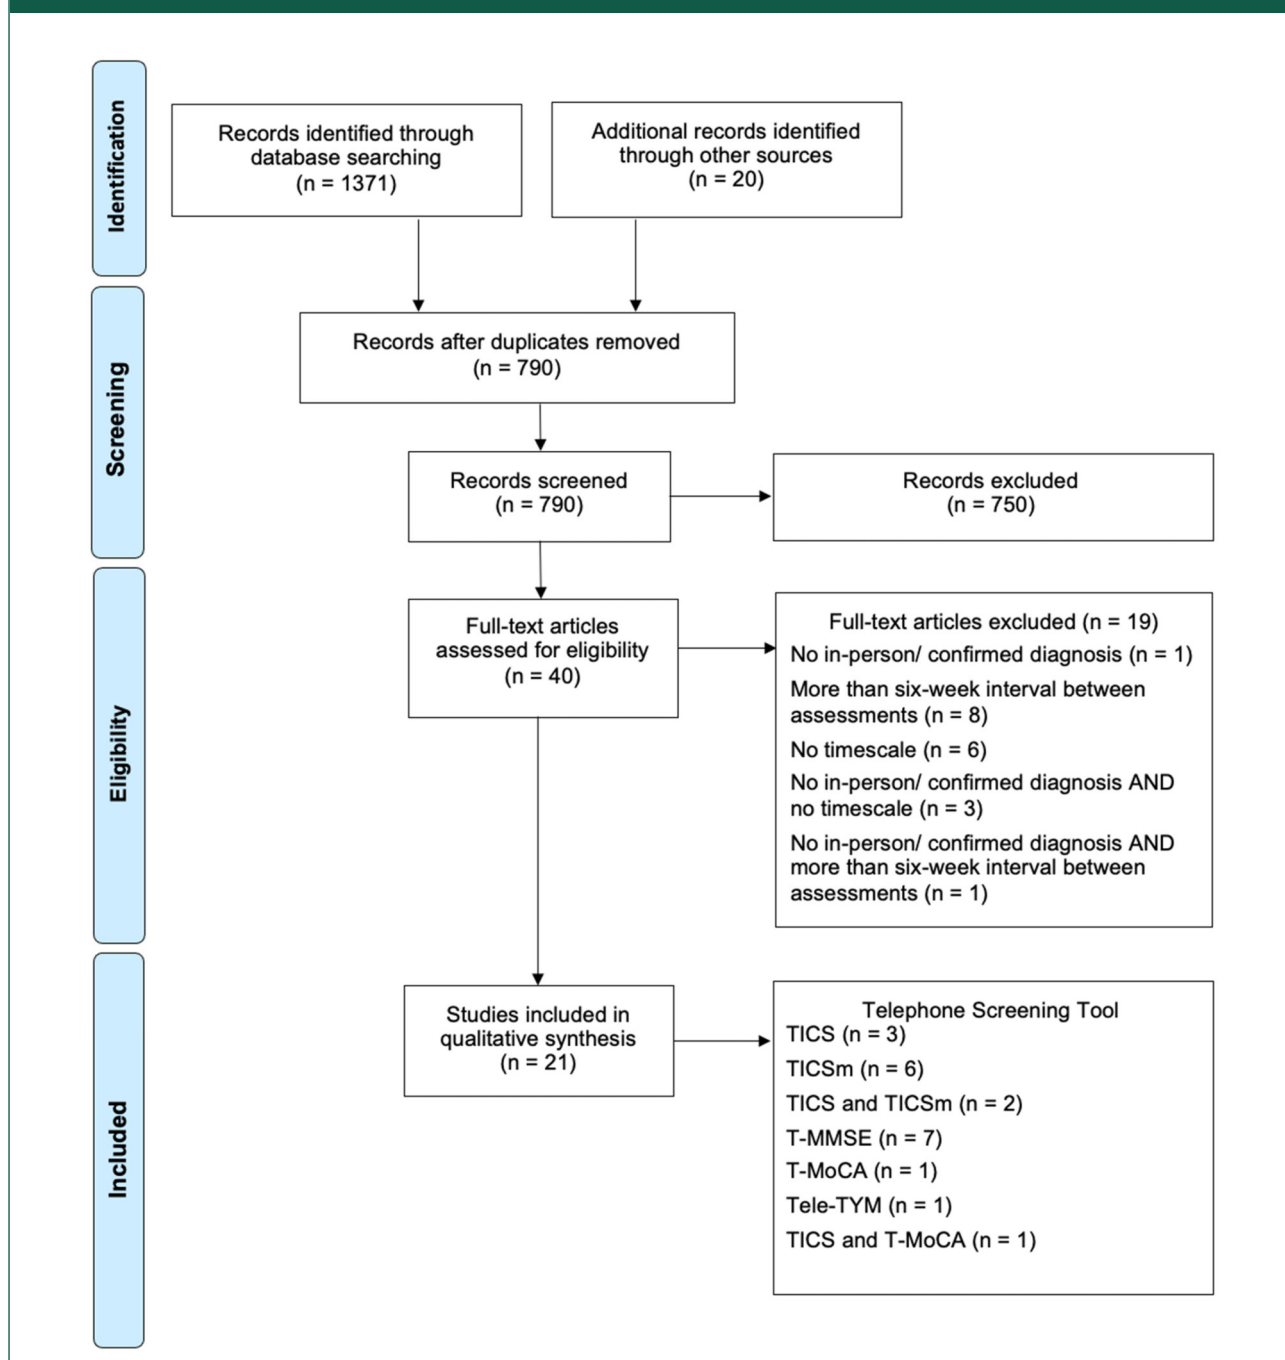 Identification
Records identified through
database searching
(n = 1371)
Additional records identified
through other sources
(n = 20)
Screening
Records after duplicates removed
(n = 790)
Records screened
(n = 790)
Records excluded
(n = 750)
Eligibility
Full-text articles
assessed for eligibility
(n = 40)
Full-text articles excluded (n = 19)
No in-person/ confirmed diagnosis (n = 1)
More than six-week interval between
assessments (n = 8)
No timescale (n = 6)
No in-person/ confirmed diagnosis AND
no timescale (n = 3)
No in-person/ confirmed diagnosis AND
more than six-week interval between
assessments (n = 1)
Included
Studies included in
qualitative synthesis
(n = 21)
Telephone Screening Tool
TICS (n = 3)
TICSm (n = 6)
TICS and TICSm (n = 2)
T-MMSE (n = 7)
T-MoCA (n = 1)
Tele-TYM (n = 1)
TICS and T-MoCA (n = 1)